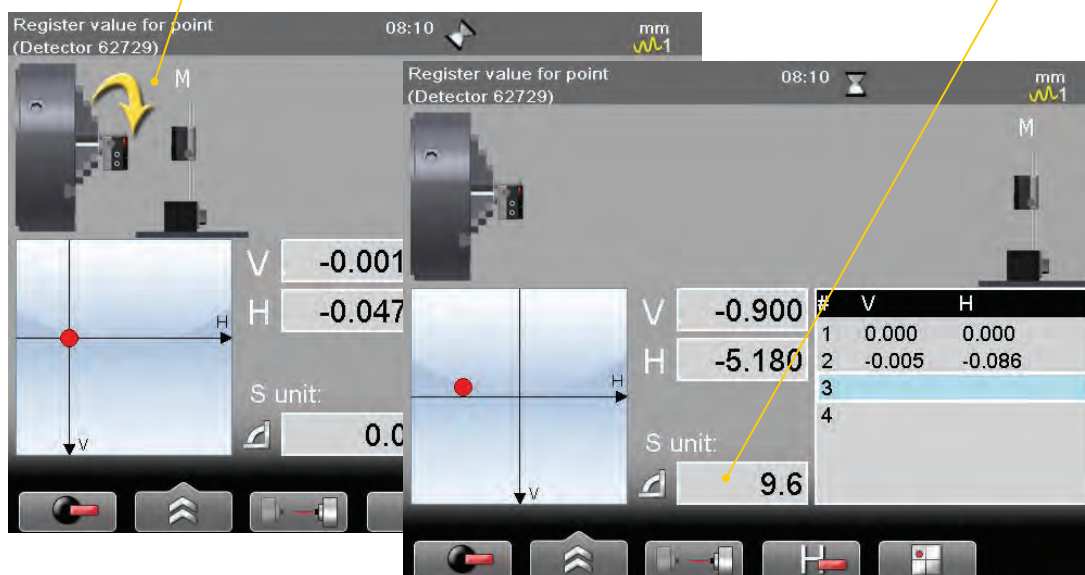 Register value for point
(Detector 62729)
08:10
mm
1
M
V -0.001
H -0.047
H
V
S unit:
0.0
Register value for point
(Detector 62729)
08:10
mm
1
M
V -0.900
H -5.180
H
V
S unit:
9.6
# V H
1 0.000 0.000
2 -0.005 -0.086
3
4
H